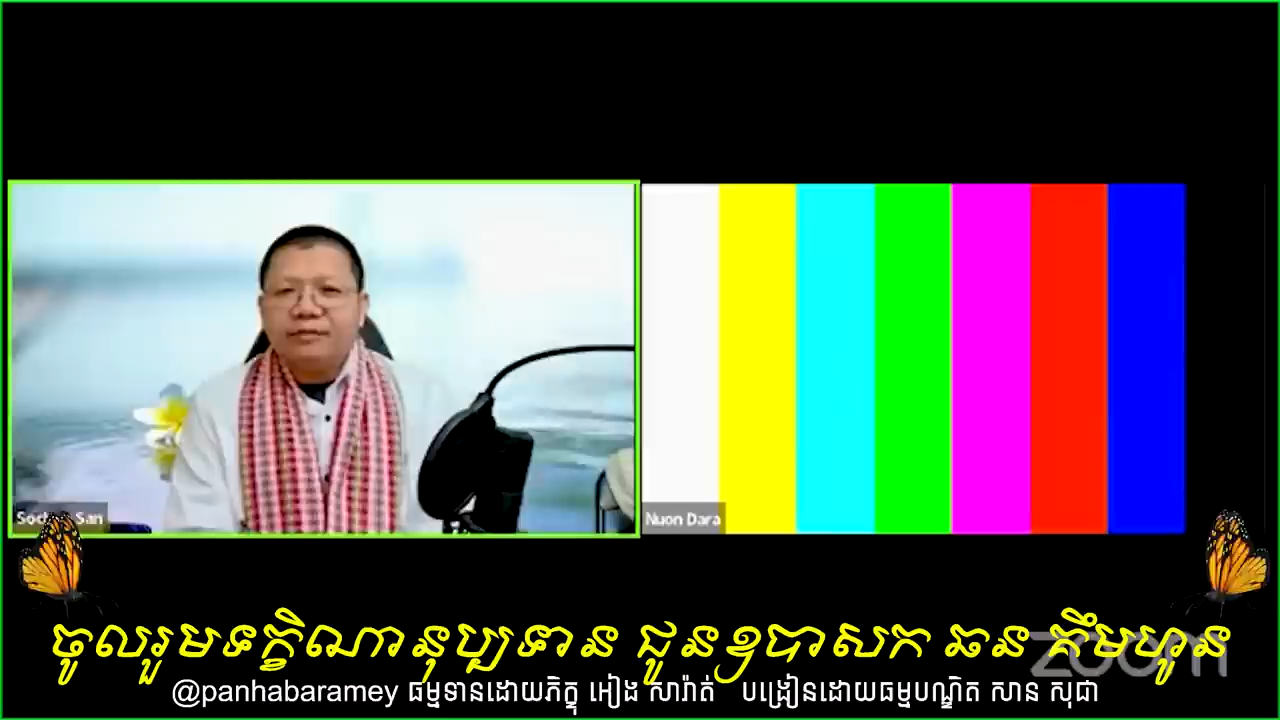 San
Nuon Dara
ចូលរួមទក្ខិណានុប្បទាន ជូនឧបាសក ឆន គឹមហូន
zoom
@panhabaramey ធម្មទានដោយភិក្ខុ អៀង សារ៉ាត់ បង្រៀនដោយធម្មបណ្ឌិត សាន សុជា